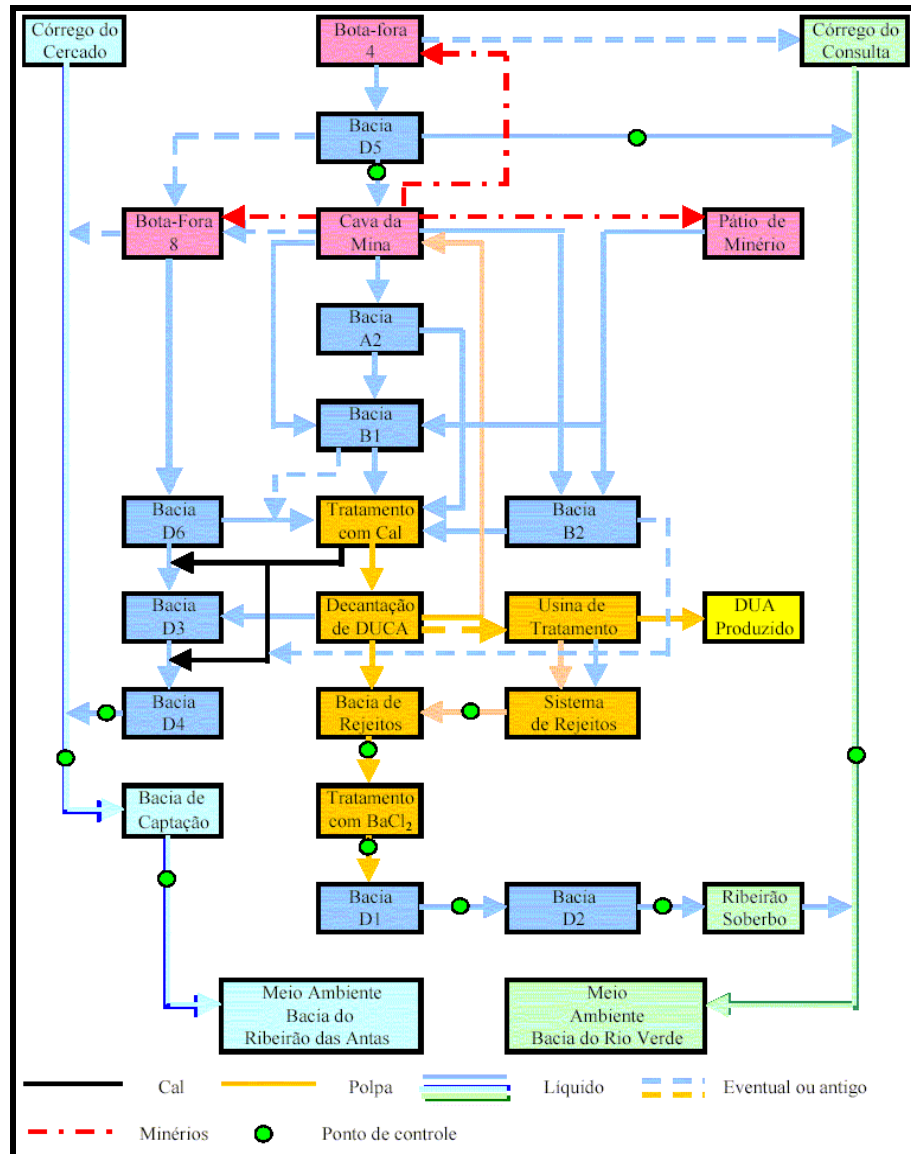 Córrego do
Cercado
Bota-fora
4
Córrego do
Consulta
Bacia
D5
Bota-Fora
8
Cava da
Mina
Pátio de
Minério
Bacia
A2
Bacia
B1
Bacia
D6
Tratamento
com Cal
Bacia
B2
Bacia
D3
Decantação
de DUCA
Usina de
Tratamento
DUA
Produzido
Bacia
D4
Bacia de
Rejeitos
Sistema
de Rejeitos
Bacia de
Captação
Tratamento
com BaCl₂
Bacia
D1
Bacia
D2
Ribeirão
Soberbo
Meio Ambiente
Bacia do
Ribeirão das Antas
Meio
Ambiente
Bacia do Rio Verde
Cal
Polpa
Líquido
Eventual ou antigo
Minérios
Ponto de controle